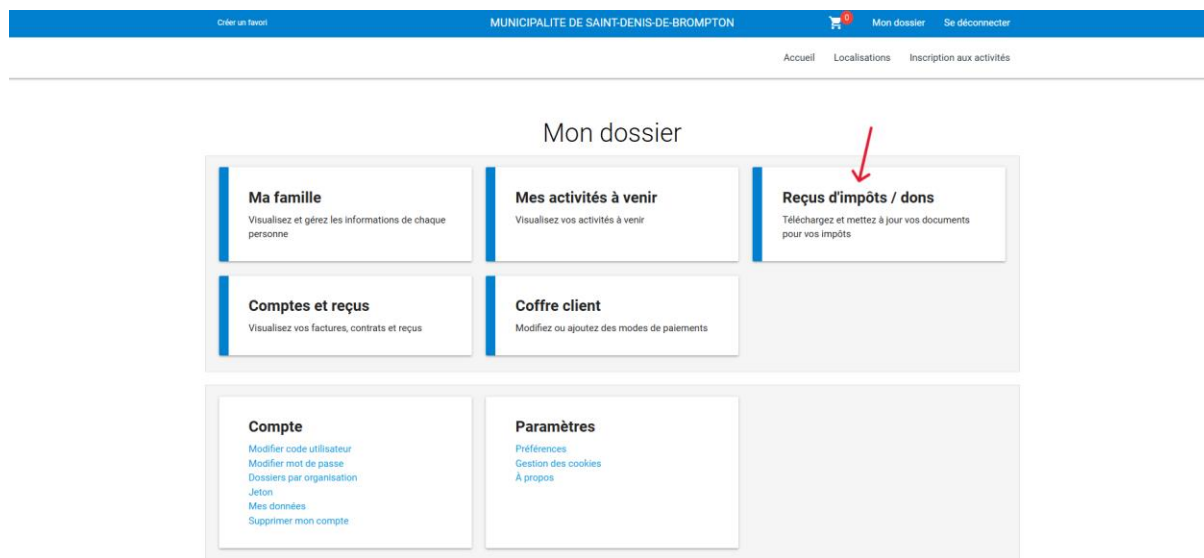 Créer un favori
MUNICIPALITE DE SAINT-DENIS-DE-BROMPTON
0
Mon dossier
Se déconnecter
Accueil
Localisations
Inscription aux activités
Mon dossier
Ma famille
Visualisez et gérez les informations de chaque
personne
Mes activités à venir
Visualisez vos activités à venir
Reçus d'impôts / dons
Téléchargez et mettez à jour vos documents
pour vos impôts
Comptes et reçus
Visualisez vos factures, contrats et reçus
Coffre client
Modifiez ou ajoutez des modes de paiements
Compte
Modifier code utilisateur
Modifier mot de passe
Dossiers par organisation
Jeton
Mes données
Supprimer mon compte
Paramètres
Préférences
Gestion des cookies
À propos